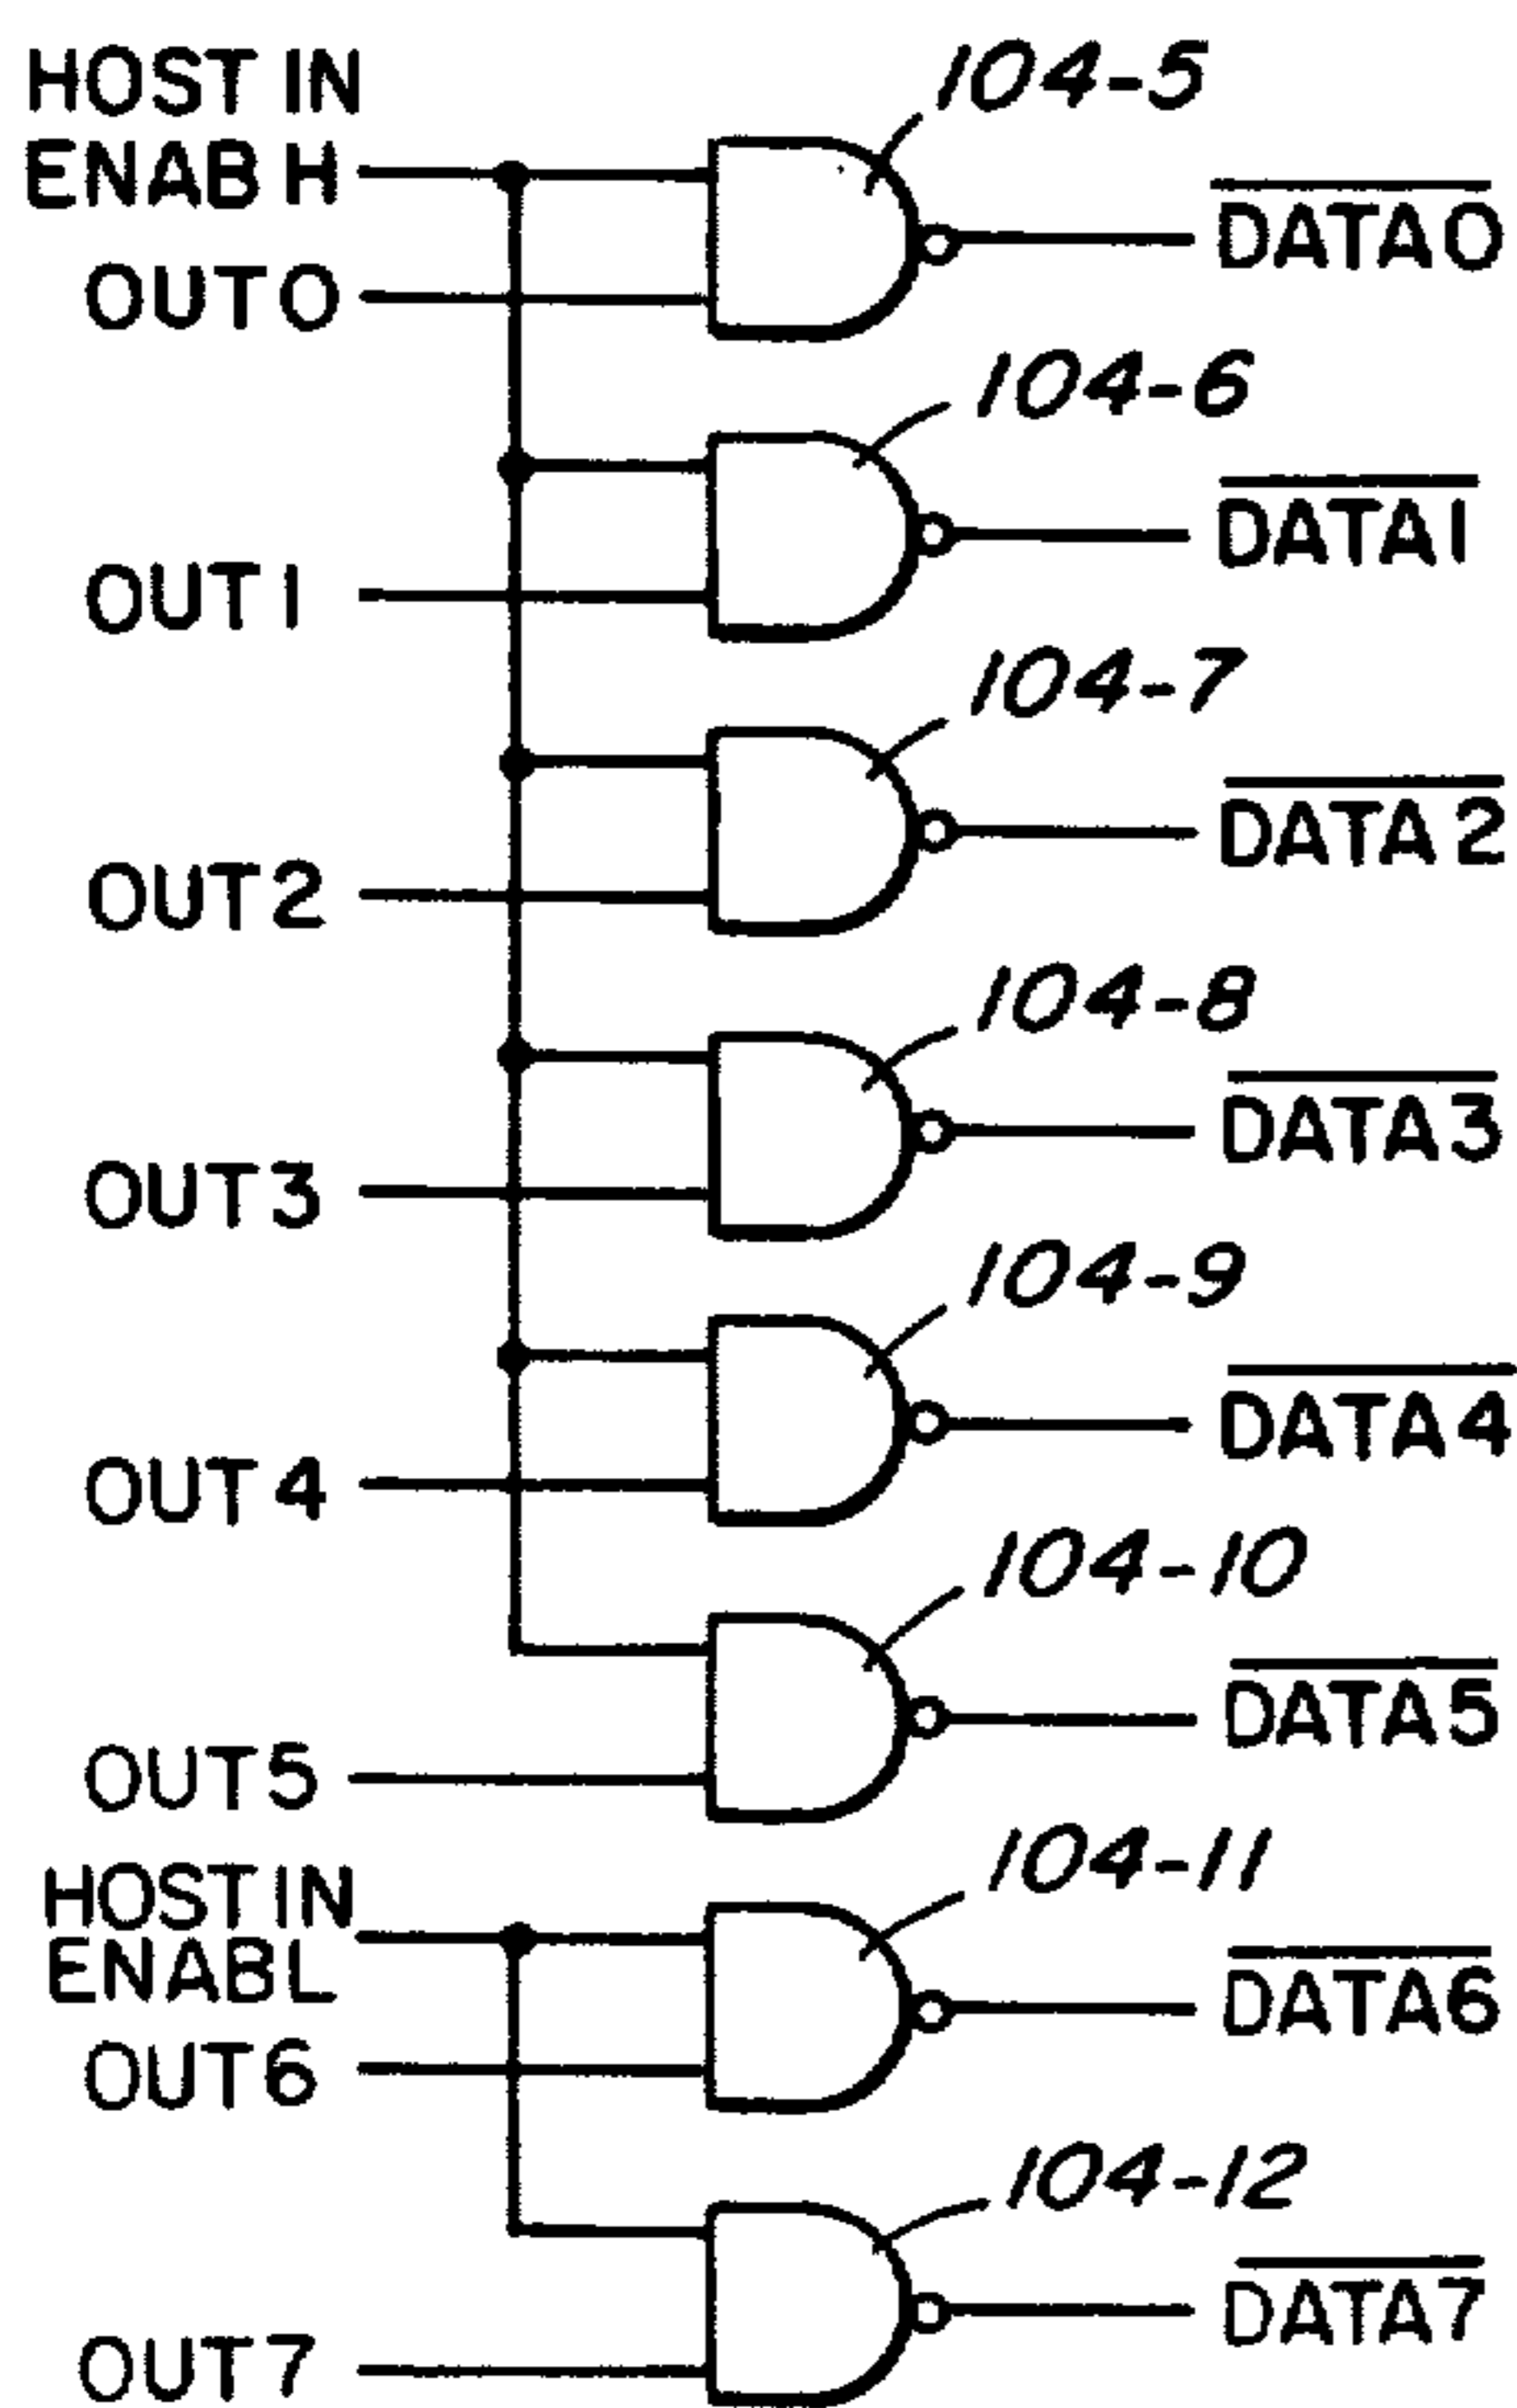 HOST IN
ENAB H
104-5
DATA0
OUT0
104-6
DATA1
OUT1
104-7
DATA2
OUT2
104-8
DATA3
OUT3
104-9
DATA4
OUT4
104-10
DATA5
OUT5
104-11
HOST IN
ENABL
DATA6
OUT6
104-12
DATA7
OUT7